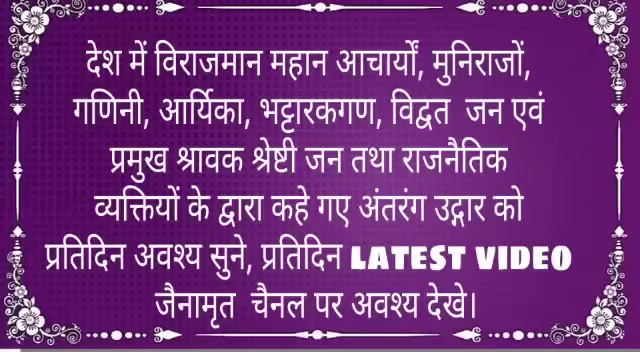 देश में विराजमान महान आचार्यों, मुनिराजों,
गणिनी, आर्यिका, भट्टारकगण, विद्वत जन एवं
प्रमुख श्रावक श्रेष्टी जन तथा राजनैतिक
व्यक्तियों के द्वारा कहे गए अंतरंग उद्गार को
प्रतिदिन अवश्य सुने, प्रतिदिन LATEST VIDEO
जैनामृत चैनल पर अवश्य देखे।